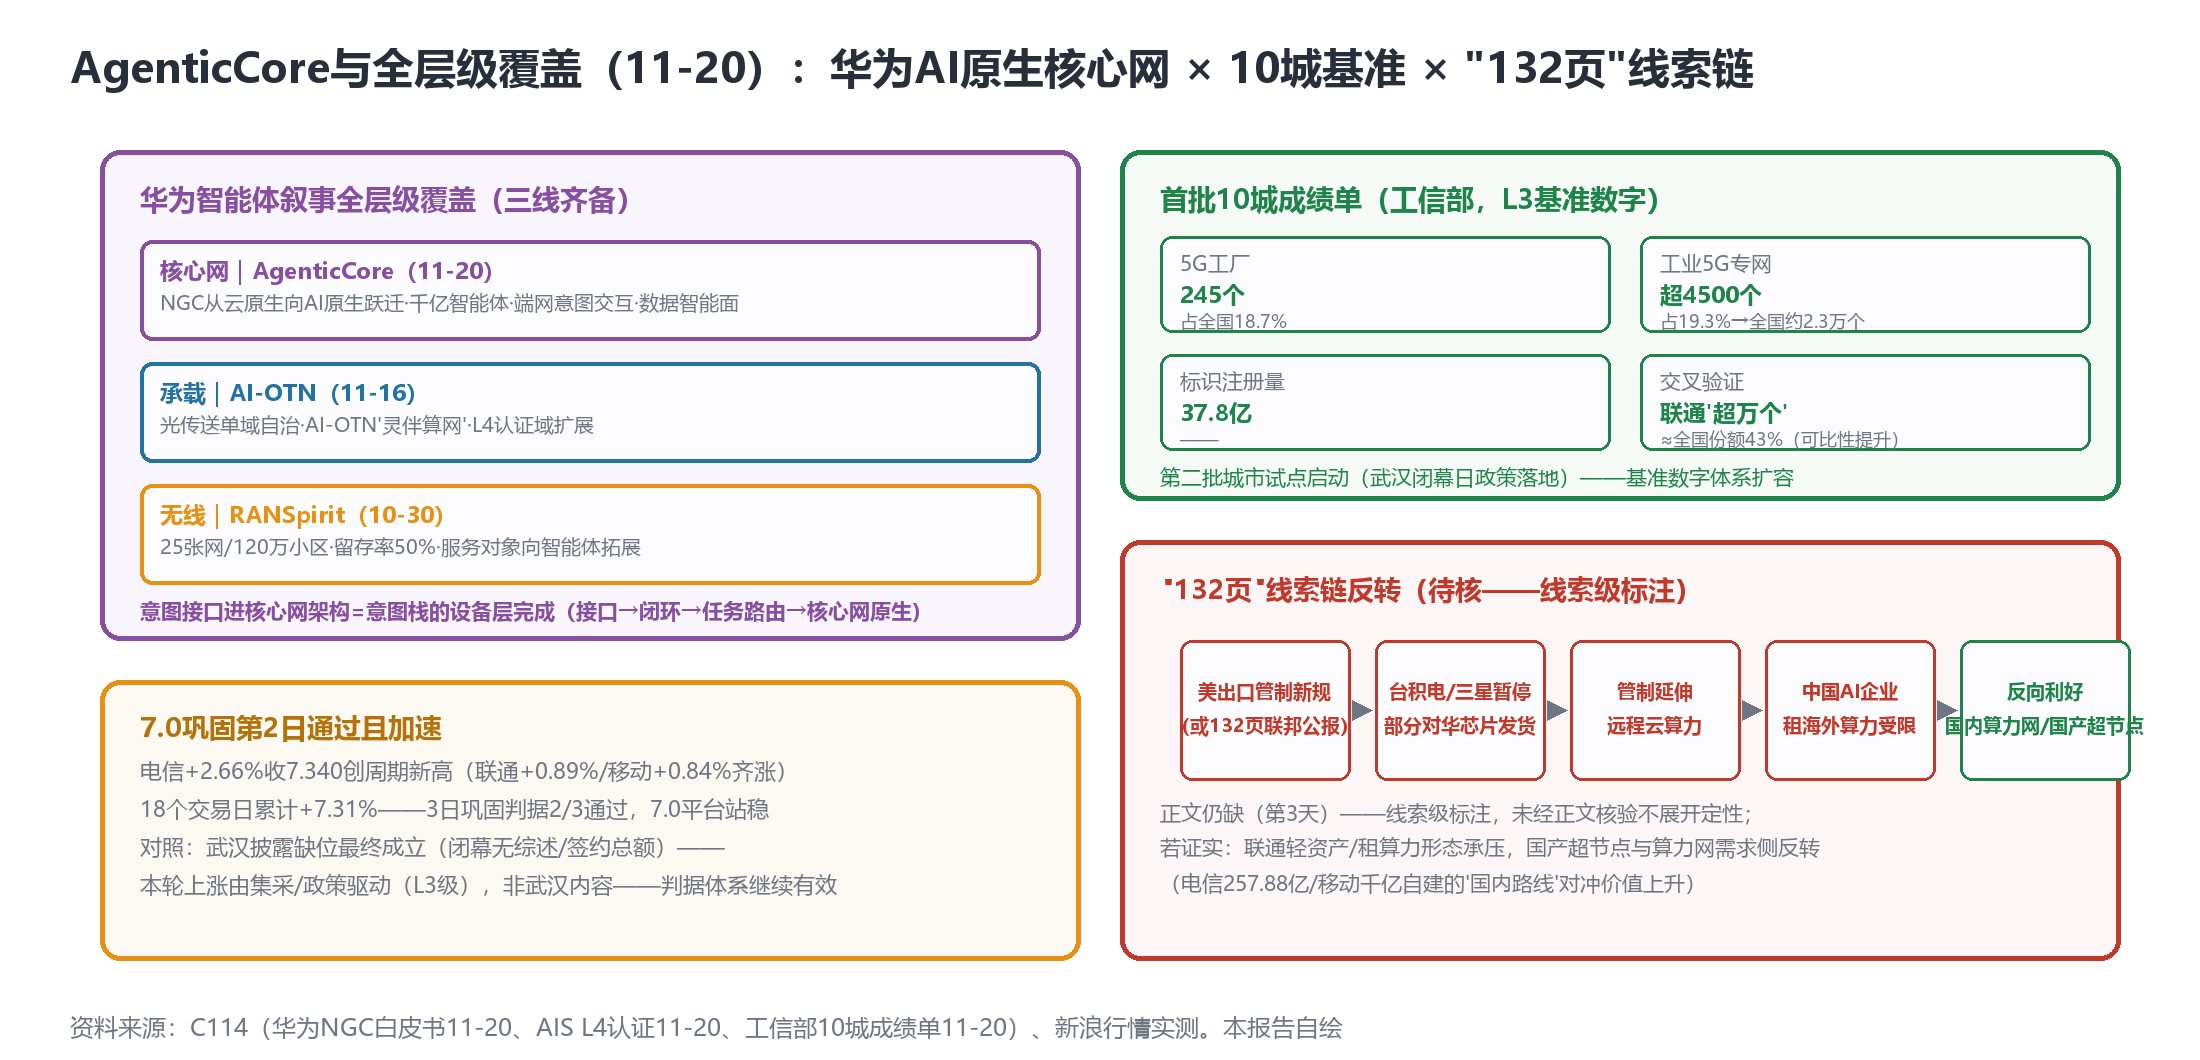 AgenticCore与全层级覆盖（11-20）：华为AI原生核心网 × 10城基准 × "132页"线索链
华为智能体叙事全层级覆盖（三线齐备）
核心网｜AgenticCore（11-20）
NGC从云原生向AI原生跃迁·千亿智能体·端网意图交互·数据智能面
承载｜AI-OTN（11-16）
光传送单域自治·AI-OTN'灵伴算网'·L4认证域扩展
无线｜RANSpirit（10-30）
25张网/120万小区·留存率50%·服务对象向智能体拓展
意图接口进核心网架构=意图栈的设备层完成（接口→闭环→任务路由→核心网原生）
首批10城成绩单（工信部，L3基准数字）
5G工厂
245个
占全国18.7%
工业5G专网
超4500个
占19.3%→全国约2.3万个
标识注册量
37.8亿
——
交叉验证
联通'超万个'
≈全国份额43%（可比性提升）
第二批城市试点启动（武汉闭幕日政策落地）——基准数字体系扩容
7.0巩固第2日通过且加速
电信+2.66%收7.340创周期新高（联通+0.89%/移动+0.84%齐涨）
18个交易日累计+7.31%——3日巩固判据2/3通过，7.0平台站稳
对照：武汉披露缺位最终成立（闭幕无综述/签约总额）——
本轮上涨由集采/政策驱动（L3级），非武汉内容——判据体系继续有效
"132页"线索链反转（待核——线索级标注）
美出口管制新规
(或132页联邦公报)
台积电/三星暂停
部分对华芯片发货
管制延伸
远程云算力
中国AI企业
租海外算力受限
反向利好
国内算力网/国产超节点
正文仍缺（第3天）——线索级标注，未经正文核验不展开定性；
若证实：联通轻资产/租算力形态承压，国产超节点与算力网需求侧反转
（电信257.88亿/移动千亿自建的'国内路线'对冲价值上升）
资料来源：C114（华为NGC白皮书11-20、AIS L4认证11-20、工信部10城成绩单11-20）、新浪行情实测。本报告自绘